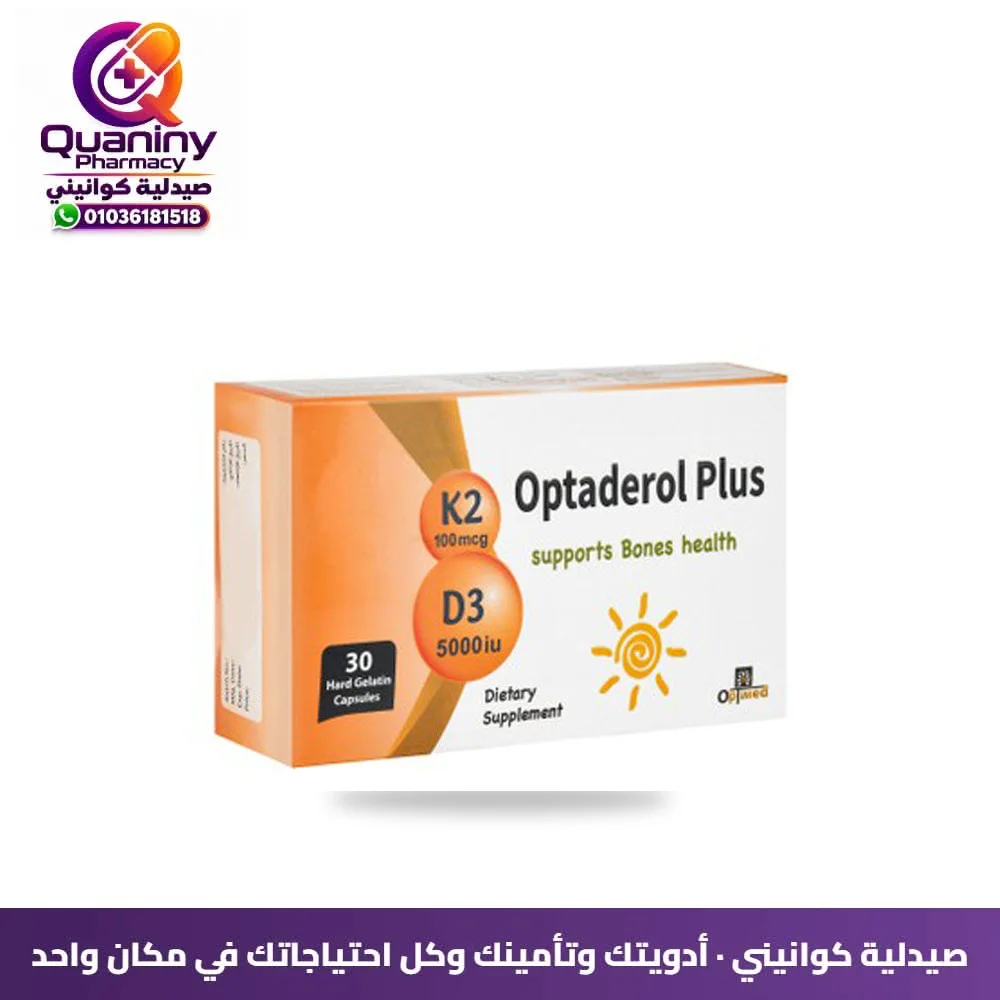 Quaniny
Pharmacy
صيدلية كوانيني
01036181518
Optaderol Plus
supports Bones health
K2
100mcg
D3
5000iu
30
Hard Gelatin
Capsules
Dietary
Supplement
Optimed
صيدلية كوانيني · أدويتك وتأمينك وكل احتياجاتك في مكان واحد